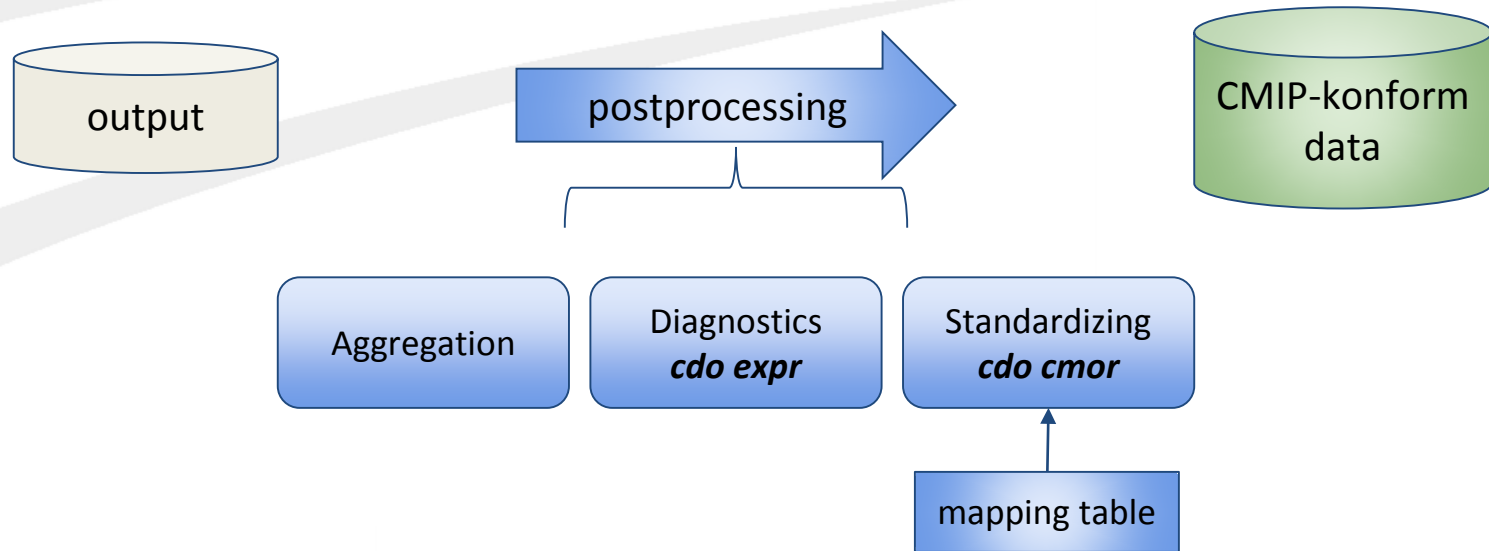 output
postprocessing
CMIP-konform
data
Aggregation
Diagnostics
cdo expr
Standardizing
cdo cmor
mapping table